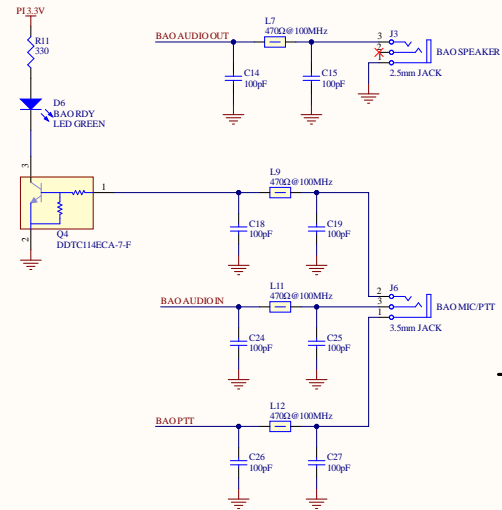 PI 3.3V
R11
330
D6
BAO RDY
LED GREEN
3
1
2
Q4
DDTC114ECA-7-F
L7
470Ω@100MHz
BAO AUDIO OUT
C14
100pF
C15
100pF
J3
3
2
1
BAO SPEAKER
2.5mm JACK
L9
470Ω@100MHz
C18
100pF
C19
100pF
L11
470Ω@100MHz
BAO AUDIO IN
C24
100pF
C25
100pF
J6
2
3
1
BAO MIC/PTT
3.5mm JACK
L12
470Ω@100MHz
BAO PTT
C26
100pF
C27
100pF